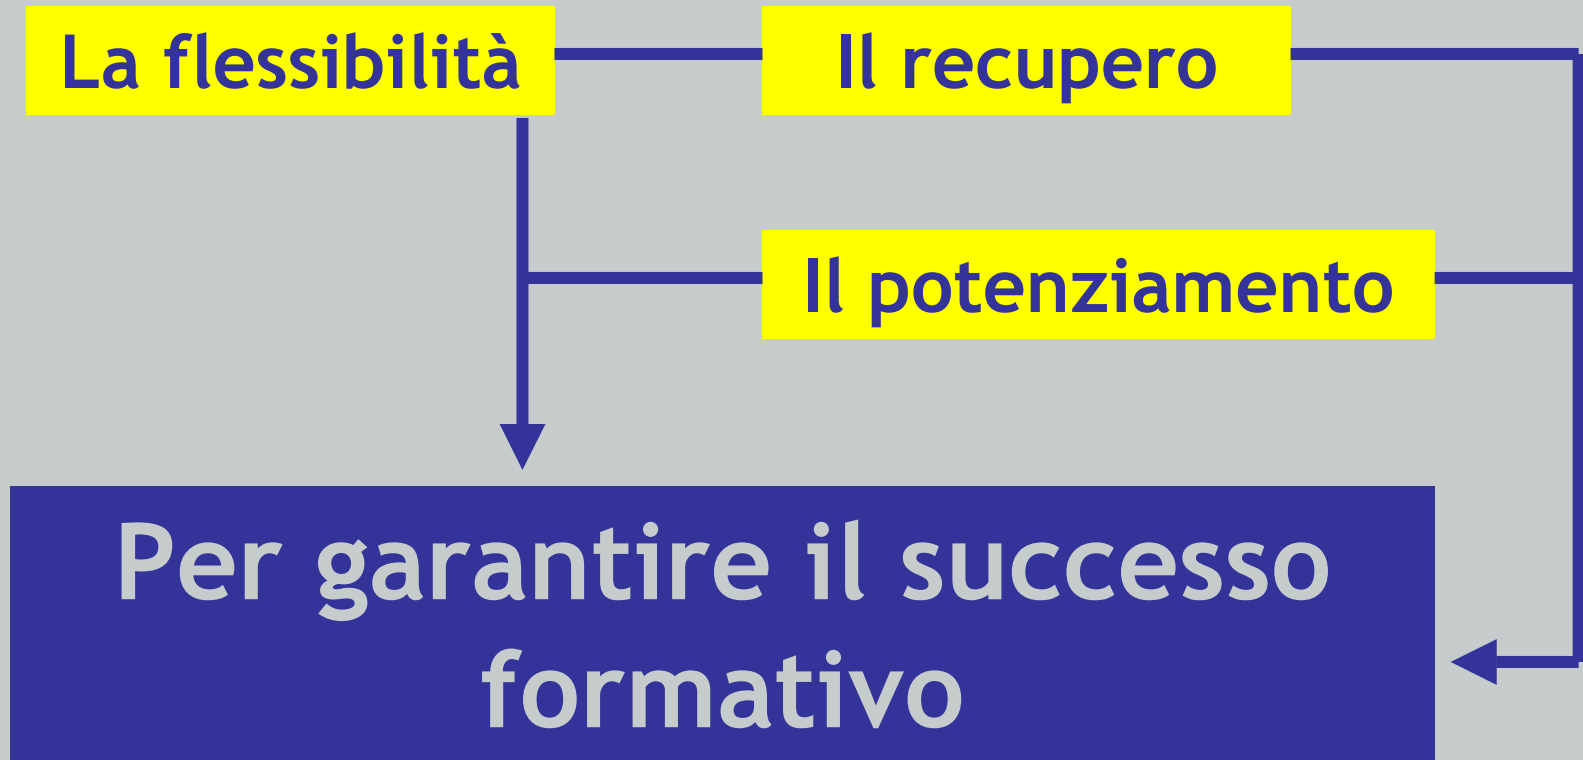 La flessibilità
Il recupero
Il potenziamento
Per garantire il successo
formativo